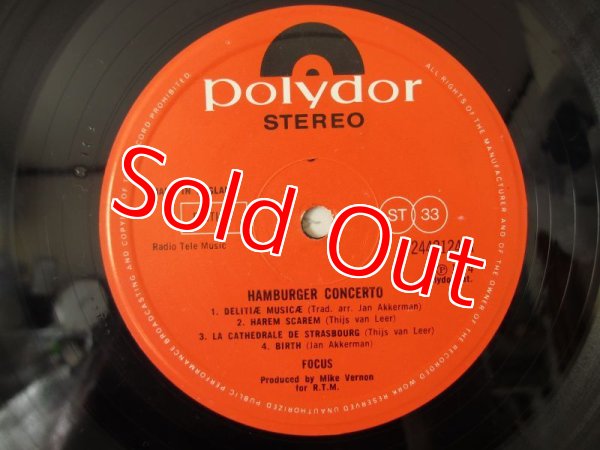 polydor
STEREO
Sold Out
ST 33
Radio Tele Music
HAMBURGER CONCERTO
1. DELITIÆ MUSICÆ (Trad. arr. Jan Akkerman)
2. HAREM SCAREM (Thijs van Leer)
3. LA CATHEDRALE DE STRASBOURG (Thijs van Leer)
4. BIRTH (Jan Akkerman)
FOCUS
Produced by Mike Vernon
for R.T.M.
ALL RIGHTS OF THE MANUFACTURER AND OF THE OWNER OF THE RECORDED WORK RESERVED UNAUTHORIZED PUBLIC PERFORMANCE BROADCASTING AND COPYING OF RECORD PROHIBITED.